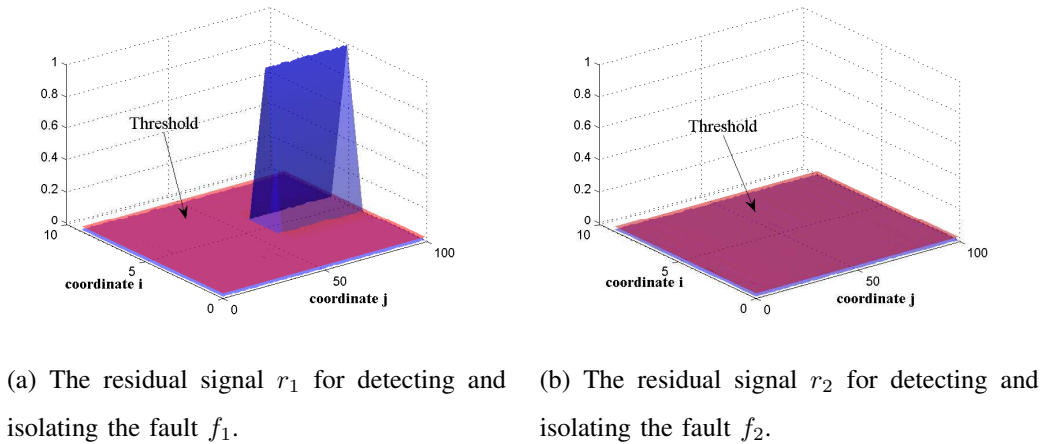 1
0.8
0.6
0.4
0.2
0
10
5
0
0
50
100
Threshold
coordinate i
coordinate j
1
0.8
0.6
0.4
0.2
0
10
5
0
0
50
100
Threshold
coordinate i
coordinate j
(a) The residual signal r₁ for detecting and
isolating the fault f₁.
(b) The residual signal r₂ for detecting and
isolating the fault f₂.